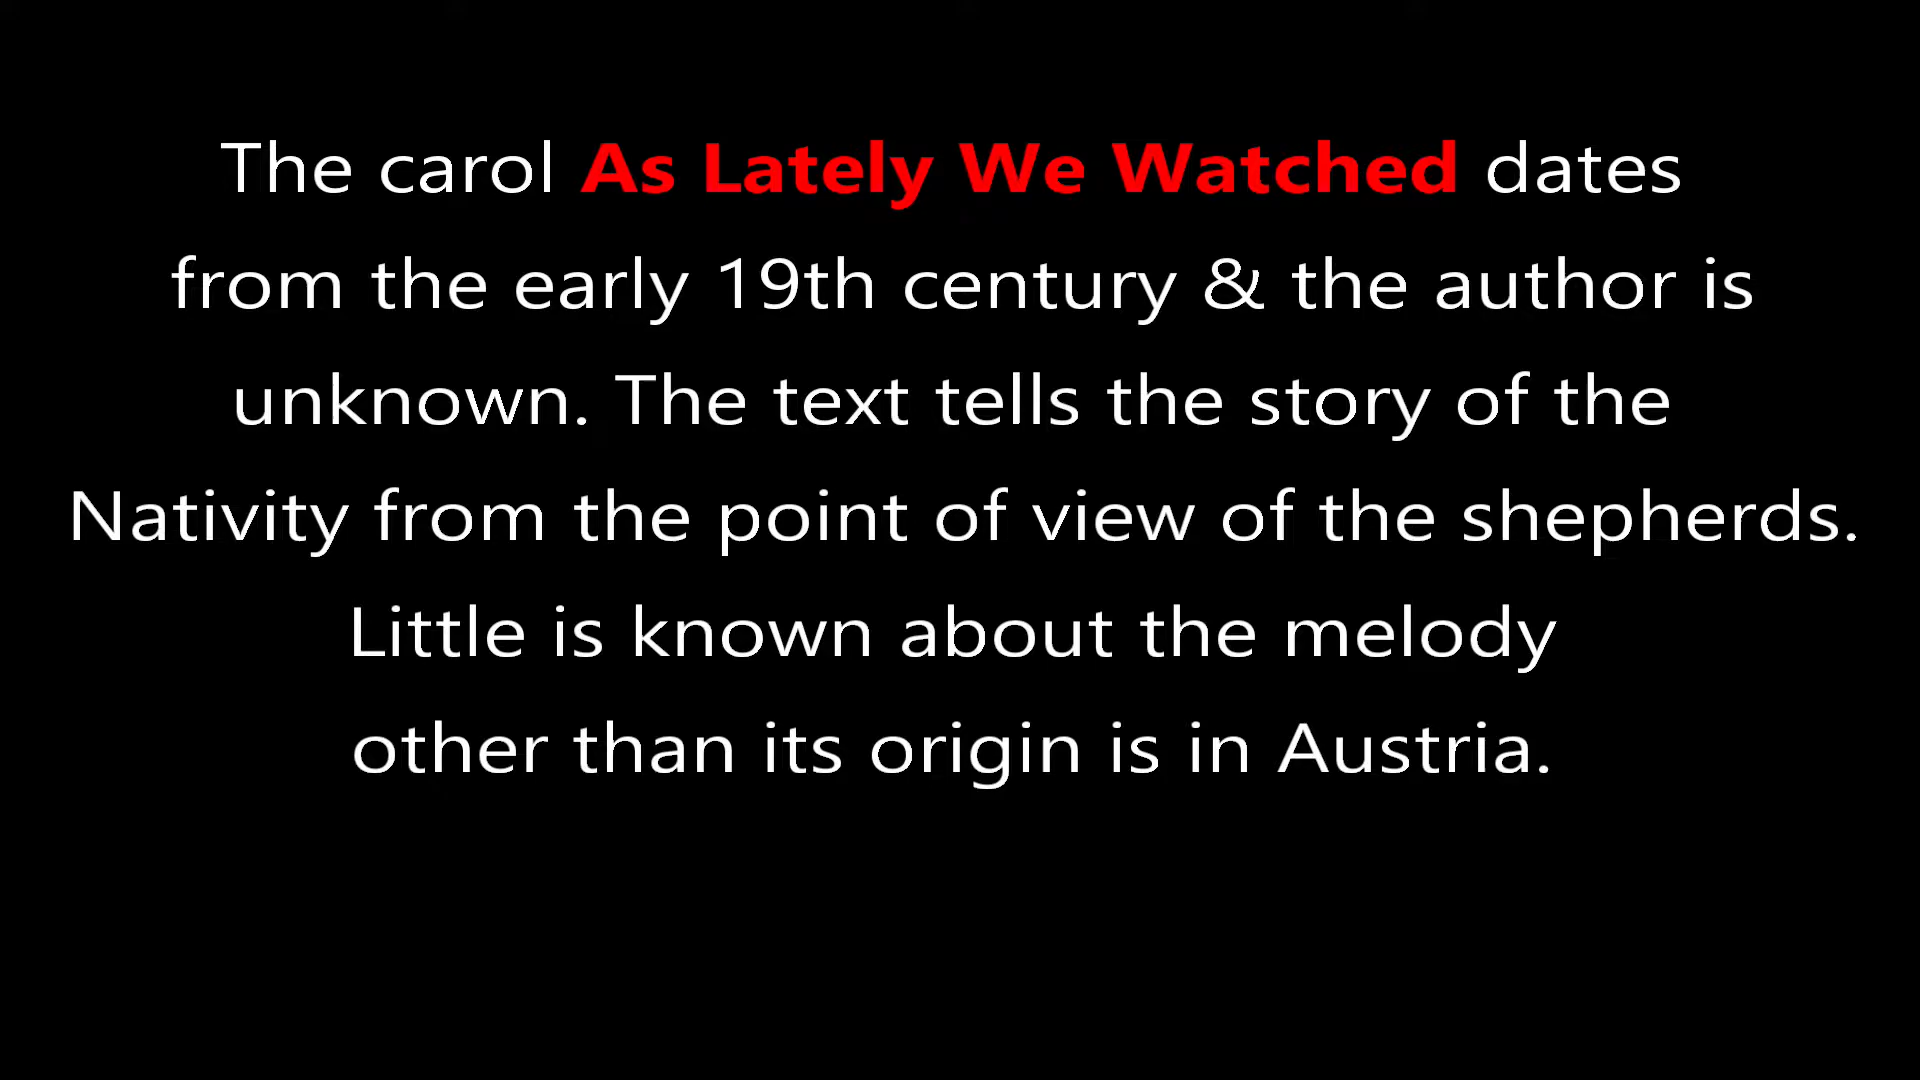 The carol As Lately We Watched dates
from the early 19th century & the author is
unknown. The text tells the story of the
Nativity from the point of view of the shepherds.
Little is known about the melody
other than its origin is in Austria.